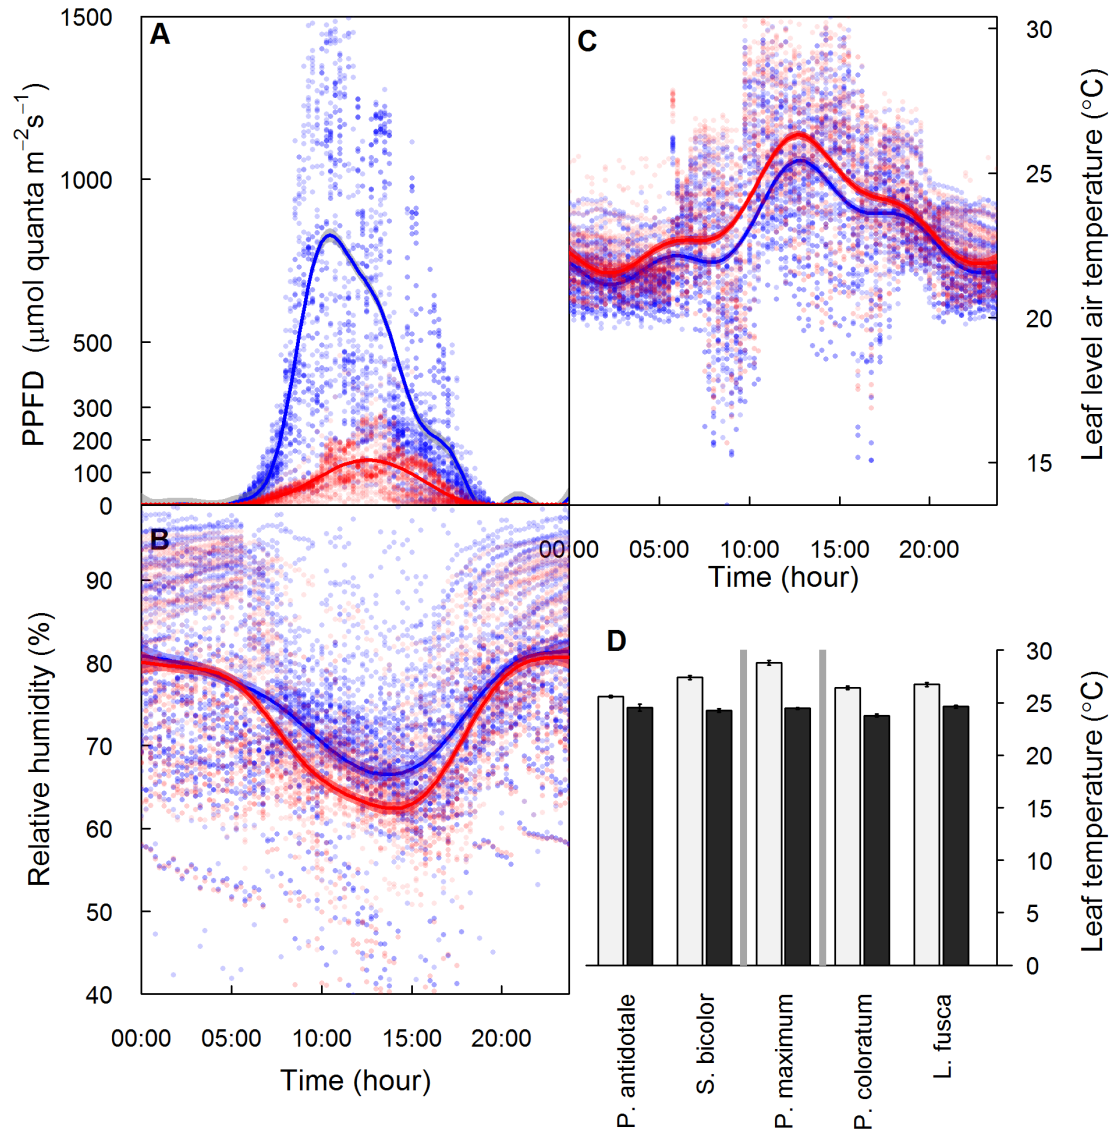 A
1500
1000
500
300
200
100
0
PPFD (μmol quanta m⁻²s⁻¹)
B
90
80
70
60
50
40
Relative humidity (%)
00:00 05:00 10:00 15:00 20:00
Time (hour)
C
30
25
20
15
Leaf level air temperature (°C)
00:00 05:00 10:00 15:00 20:00
Time (hour)
D
30
25
20
15
10
5
0
Leaf temperature (°C)
P. antidotale
S. bicolor
P. maximum
P. coloratum
L. fusca